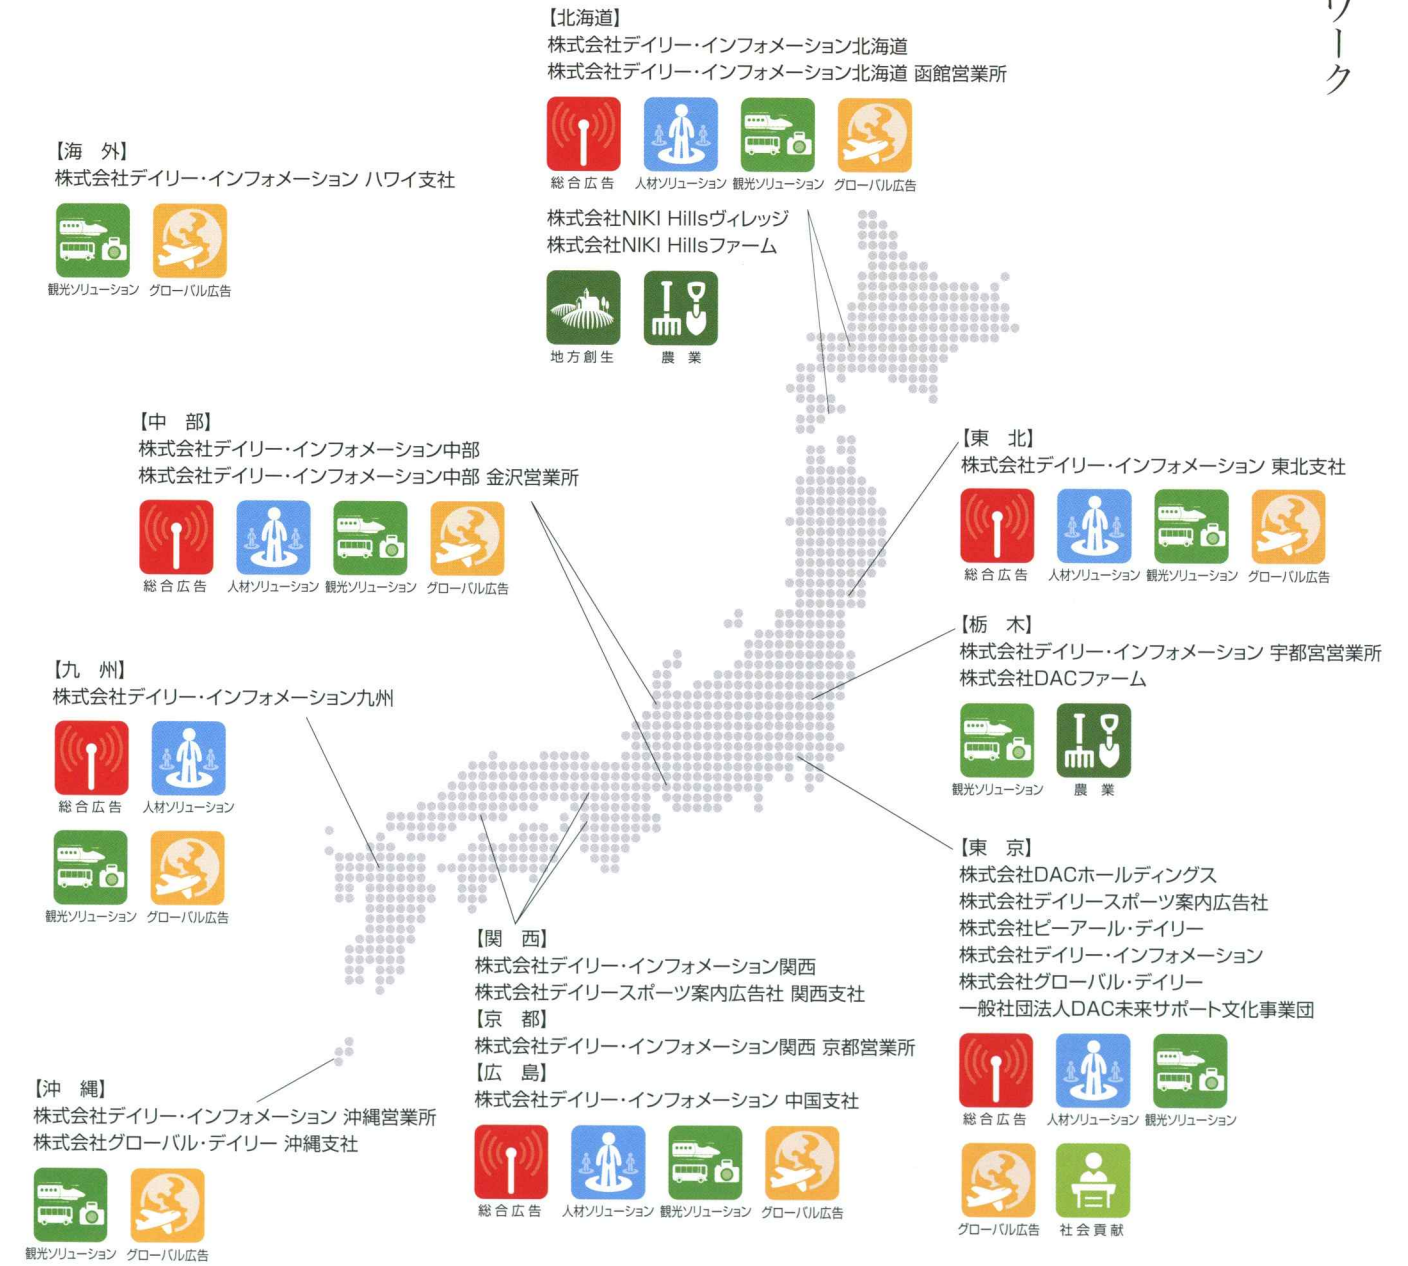 ワーク
【北海道】
株式会社デイリー・インフォメーション北海道
株式会社デイリー・インフォメーション北海道 函館営業所
総合広告 人材ソリューション 観光ソリューション グローバル広告
株式会社NIKI Hillsヴィレッジ
株式会社NIKI Hillsファーム
地方創生 農 業
【海 外】
株式会社デイリー・インフォメーション ハワイ支社
観光ソリューション グローバル広告
【中 部】
株式会社デイリー・インフォメーション中部
株式会社デイリー・インフォメーション中部 金沢営業所
総合広告 人材ソリューション 観光ソリューション グローバル広告
【東 北】
株式会社デイリー・インフォメーション 東北支社
総合広告 人材ソリューション 観光ソリューション グローバル広告
【栃 木】
株式会社デイリー・インフォメーション 宇都宮営業所
株式会社DACファーム
観光ソリューション 農 業
【九 州】
株式会社デイリー・インフォメーション九州
総合広告 人材ソリューション
観光ソリューション グローバル広告
【東 京】
株式会社DACホールディングス
株式会社デイリースポーツ案内広告社
株式会社ピーアール・デイリー
株式会社デイリー・インフォメーション
株式会社グローバル・デイリー
一般社団法人DAC未来サポート文化事業団
総合広告 人材ソリューション 観光ソリューション
グローバル広告 社会貢献
【関 西】
株式会社デイリー・インフォメーション関西
株式会社デイリースポーツ案内広告社 関西支社
【京 都】
株式会社デイリー・インフォメーション関西 京都営業所
【広 島】
株式会社デイリー・インフォメーション 中国支社
総合広告 人材ソリューション 観光ソリューション グローバル広告
【沖 縄】
株式会社デイリー・インフォメーション 沖縄営業所
株式会社グローバル・デイリー 沖縄支社
観光ソリューション グローバル広告